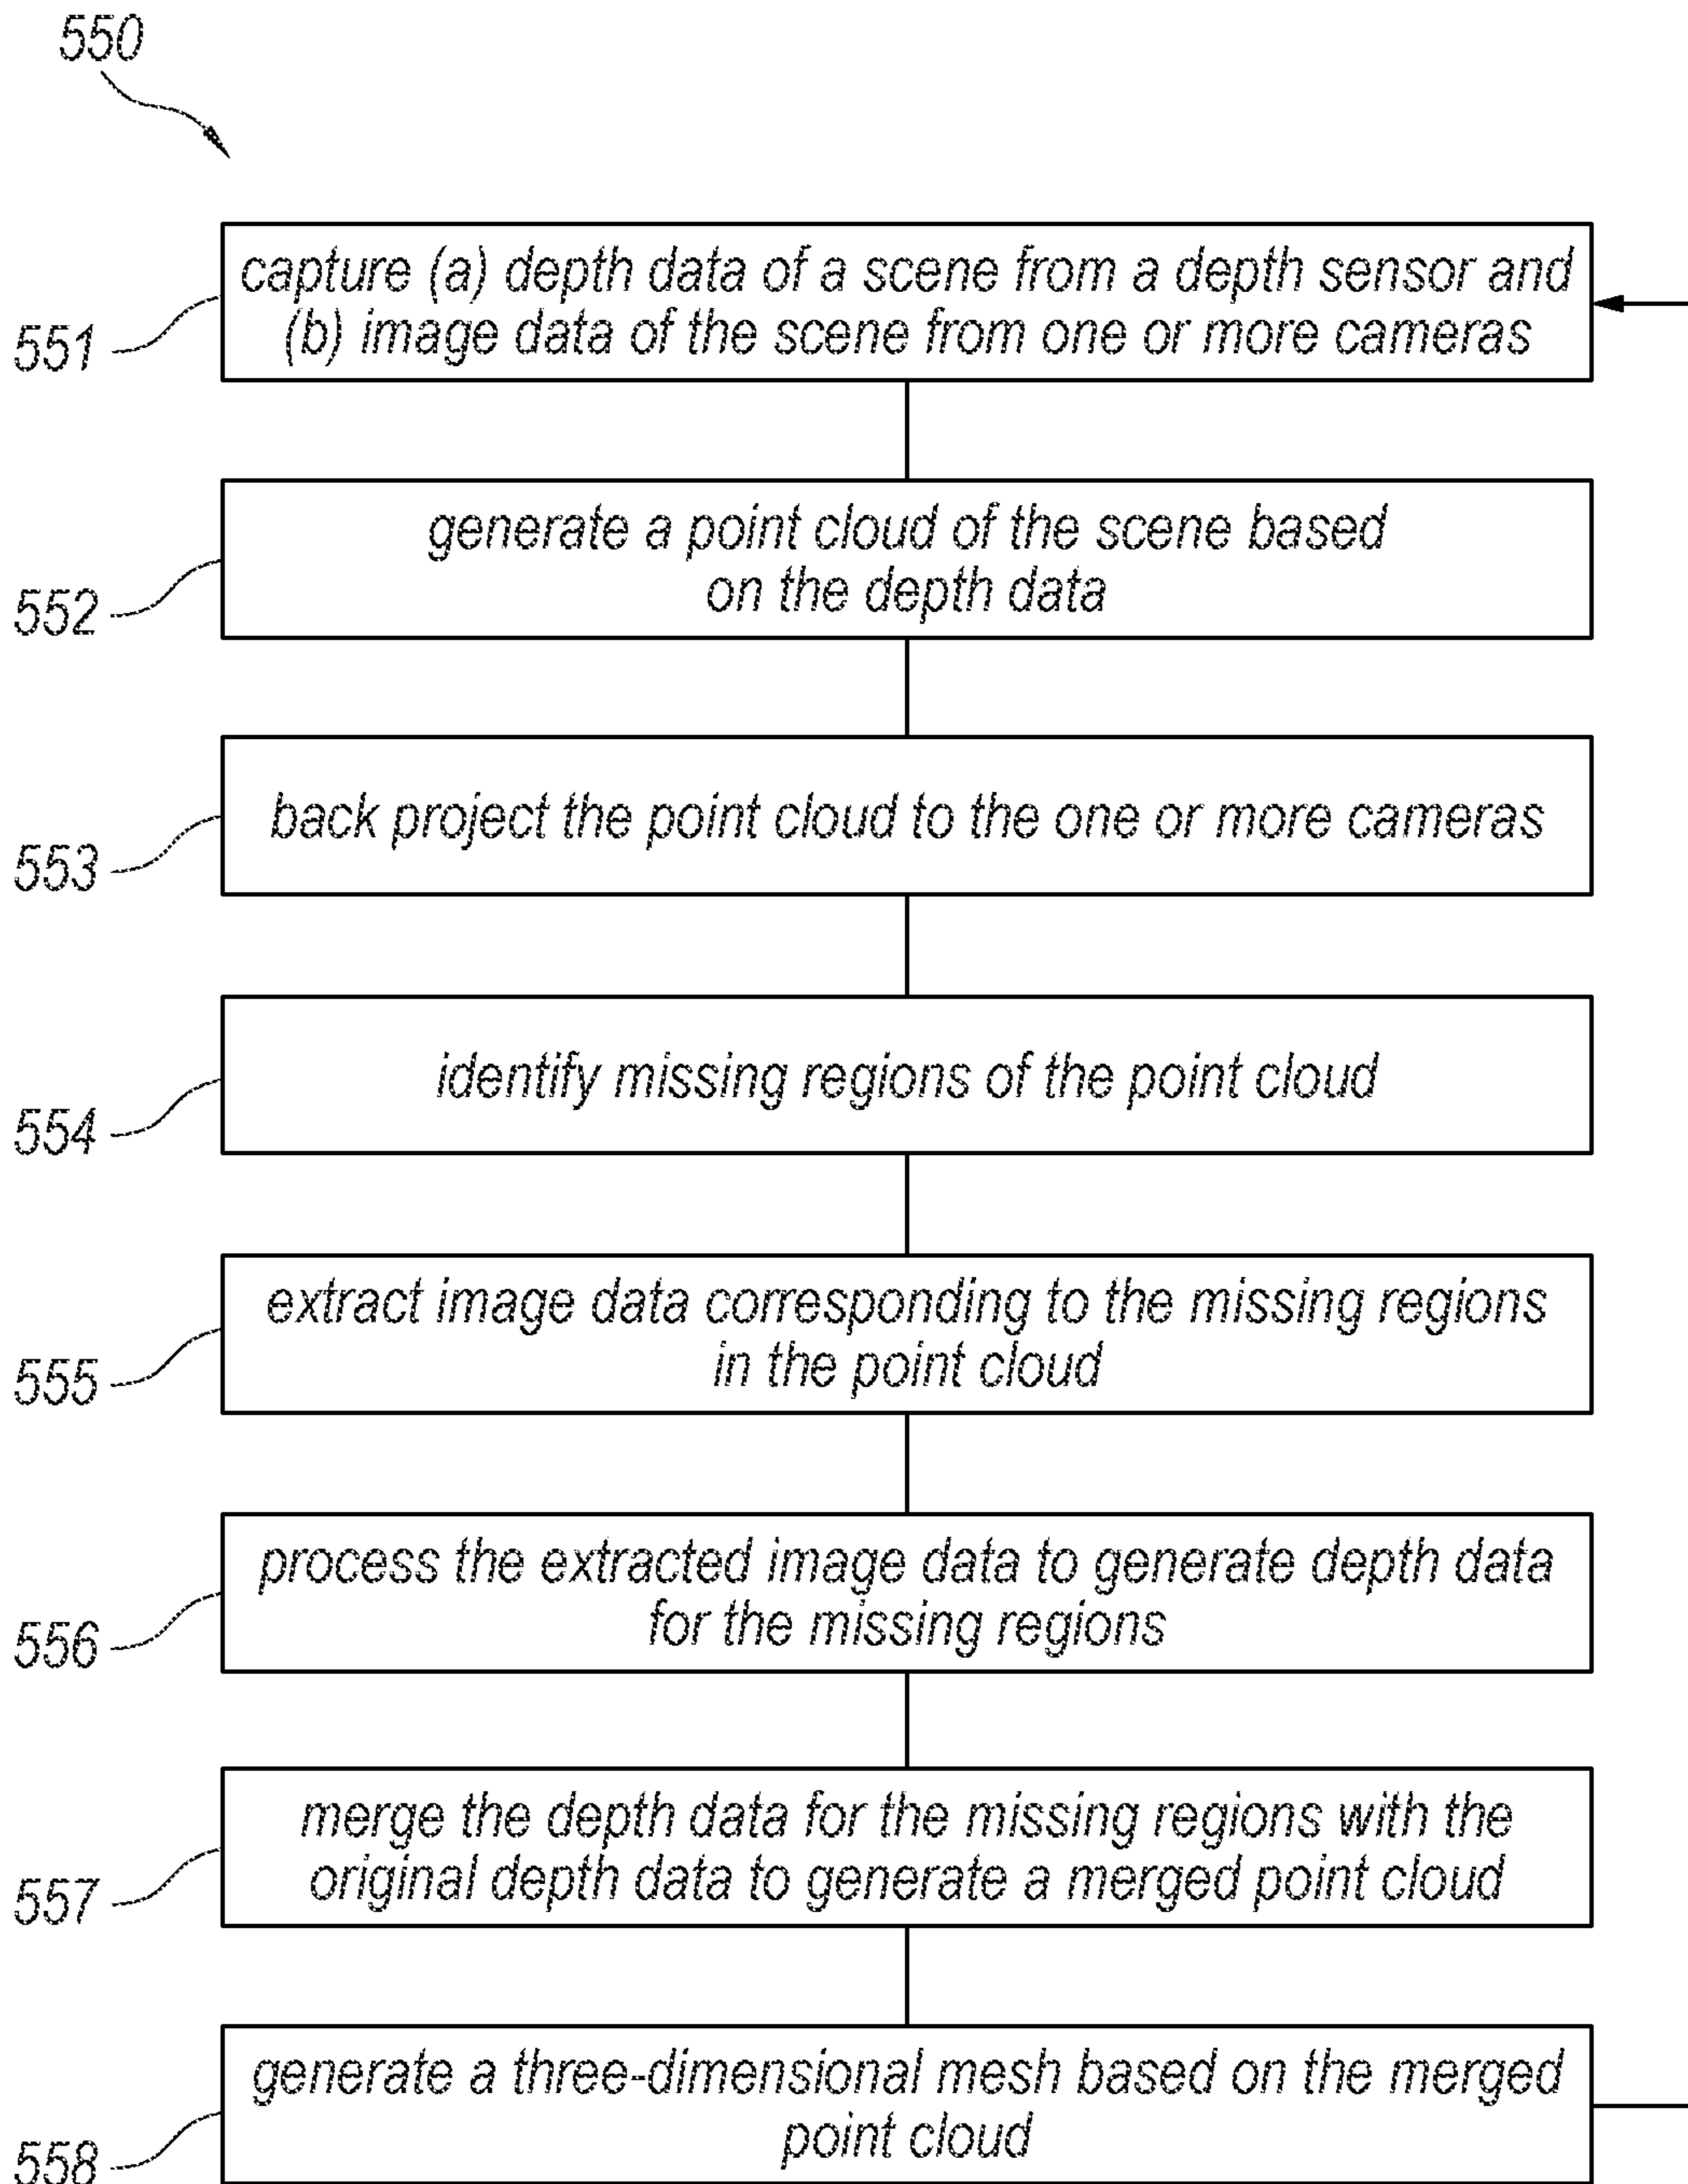 550
551
capture (a) depth data of a scene from a depth sensor and
(b) image data of the scene from one or more cameras
552
generate a point cloud of the scene based
on the depth data
553
back project the point cloud to the one or more cameras
554
identify missing regions of the point cloud
555
extract image data corresponding to the missing regions
in the point cloud
556
process the extracted image data to generate depth data
for the missing regions
557
merge the depth data for the missing regions with the
original depth data to generate a merged point cloud
558
generate a three-dimensional mesh based on the merged
point cloud